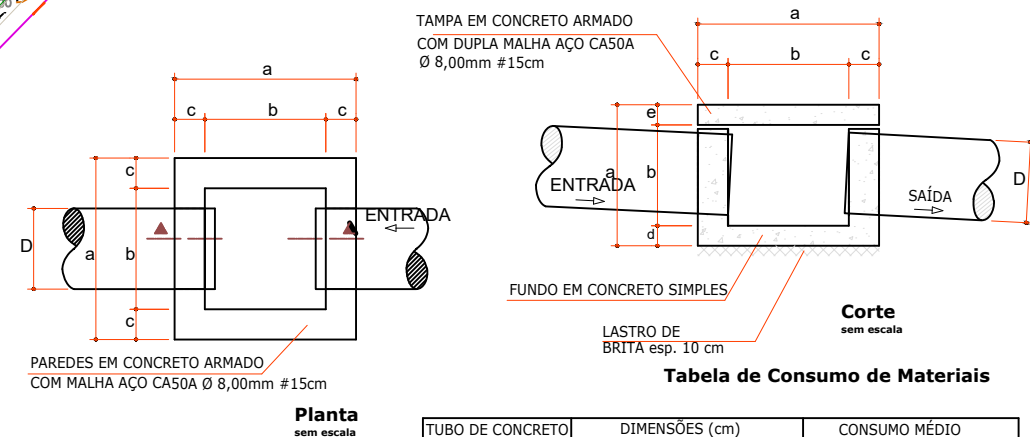 TAMPA EM CONCRETO ARMADO
COM DUPLA MALHA AÇO CA50A
Ø 8,00mm #15cm
a
c b c
e
a b
d
ENTRADA
SAÍDA
D
FUNDO EM CONCRETO SIMPLES
LASTRO DE
BRITA esp. 10 cm
Corte
sem escala
a
c b c
c
D a b
c
ENTRADA
PAREDES EM CONCRETO ARMADO
COM MALHA AÇO CA50A Ø 8,00mm #15cm
Planta
sem escala
Tabela de Consumo de Materiais
TUBO DE CONCRETO DIMENSÕES (cm) CONSUMO MÉDIO